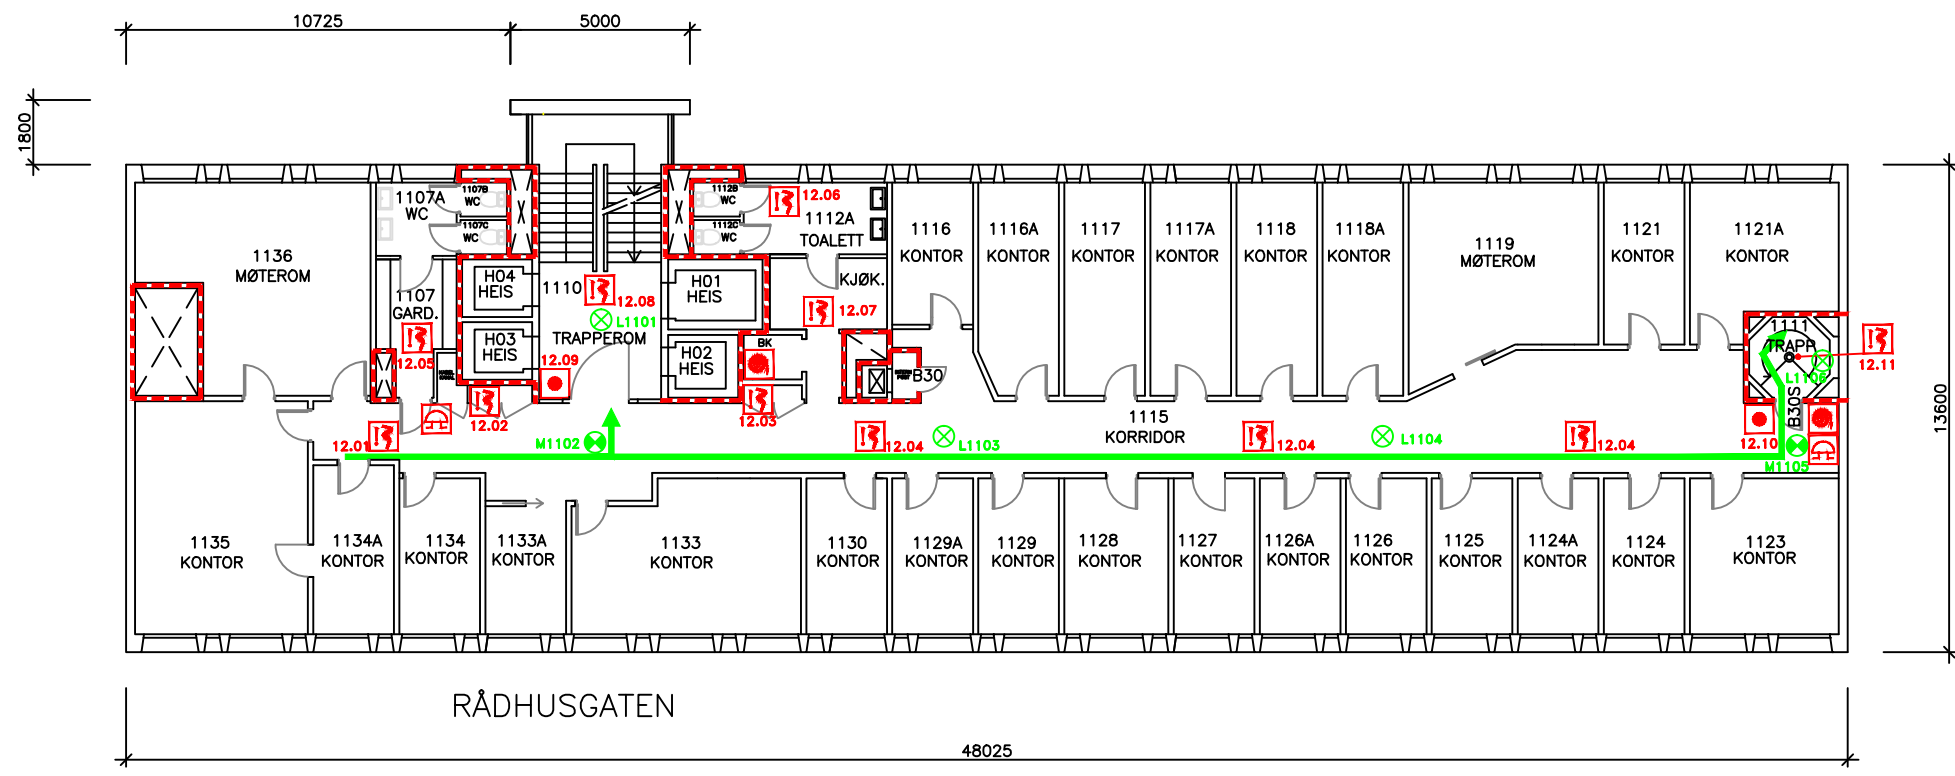 10725
5000
1800
1107A
WC
1107B
WC
1107C
WC
1112B
WC
1112C
WC
12.06
1112A
TOALETT
1136
MØTEROM
1107
GARD.
12.05
H04
HEIS
H03
HEIS
1110
12.08
L1101
TRAPPEROM
12.09
H01
HEIS
H02
HEIS
KJØK.
12.07
BK
B30
1116
KONTOR
1116A
KONTOR
1117
KONTOR
1117A
KONTOR
1118
KONTOR
1118A
KONTOR
1119
MØTEROM
1121
KONTOR
1121A
KONTOR
1111
TRAPP
L1106
12.11
B30S
12.10
M1105
13600
12.01
12.02
M1102
12.03
12.04
L1103
1115
KORRIDOR
12.04
L1104
12.04
1135
KONTOR
1134A
KONTOR
1134
KONTOR
1133A
KONTOR
1133
KONTOR
1130
KONTOR
1129A
KONTOR
1129
KONTOR
1128
KONTOR
1127
KONTOR
1126A
KONTOR
1126
KONTOR
1125
KONTOR
1124A
KONTOR
1124
KONTOR
1123
KONTOR
RÅDHUSGATEN
48025